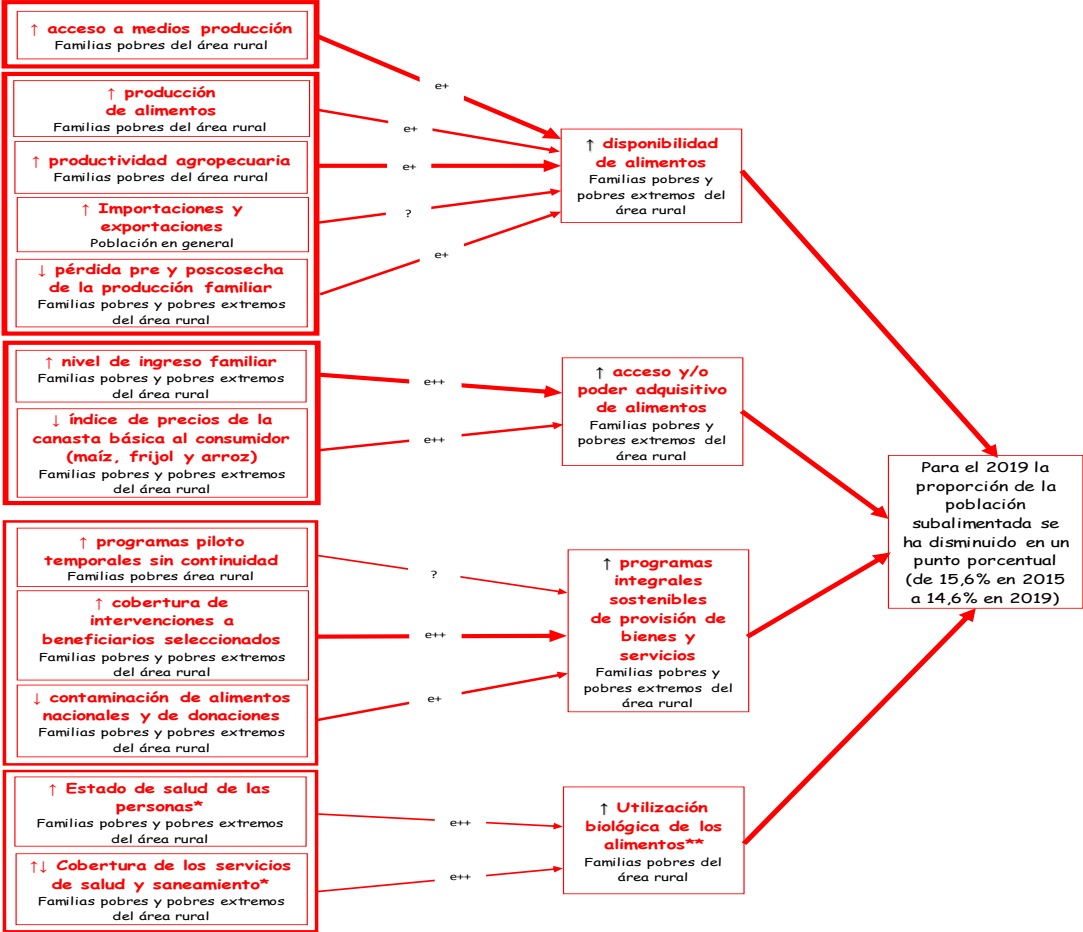 ↑ acceso a medios producción
Familias pobres del área rural
↑ producción
de alimentos
Familias pobres del área rural
↑ productividad agropecuaria
Familias pobres del área rural
↑ Importaciones y
exportaciones
Población en general
↓ pérdida pre y poscosecha
de la producción familiar
Familias pobres y pobres extremos
del área rural
e+
e+
e+
?
e+
↑ disponibilidad
de alimentos
Familias pobres y
pobres extremos del
área rural
↑ nivel de ingreso familiar
Familias pobres y pobres extremos
del área rural
↓ índice de precios de la
canasta básica al consumidor
(maíz, frijol y arroz)
Familias pobres y pobres extremos
del área rural
e++
e++
↑ acceso y/o
poder adquisitivo
de alimentos
Familias pobres y
pobres extremos del
área rural
↑ programas piloto
temporales sin continuidad
Familias pobres área rural
↑ cobertura de
intervenciones a
beneficiarios seleccionados
Familias pobres y pobres extremos
del área rural
↓ contaminación de alimentos
nacionales y de donaciones
Familias pobres y pobres extremos
del área rural
?
e++
e+
↑ programas
integrales
sostenibles
de provisión de
bienes y
servicios
Familias pobres y
pobres extremos del
área rural
↑ Estado de salud de las
personas*
Familias pobres y pobres extremos
del área rural
↑↓ Cobertura de los servicios
de salud y saneamiento*
Familias pobres y pobres extremos
del área rural
e++
e++
↑ Utilización
biológica de los
alimentos**
Familias pobres del
área rural
Para el 2019 la
proporción de la
población
subalimentada se
ha disminuido en un
punto porcentual
(de 15,6% en 2015
a 14,6% en 2019)